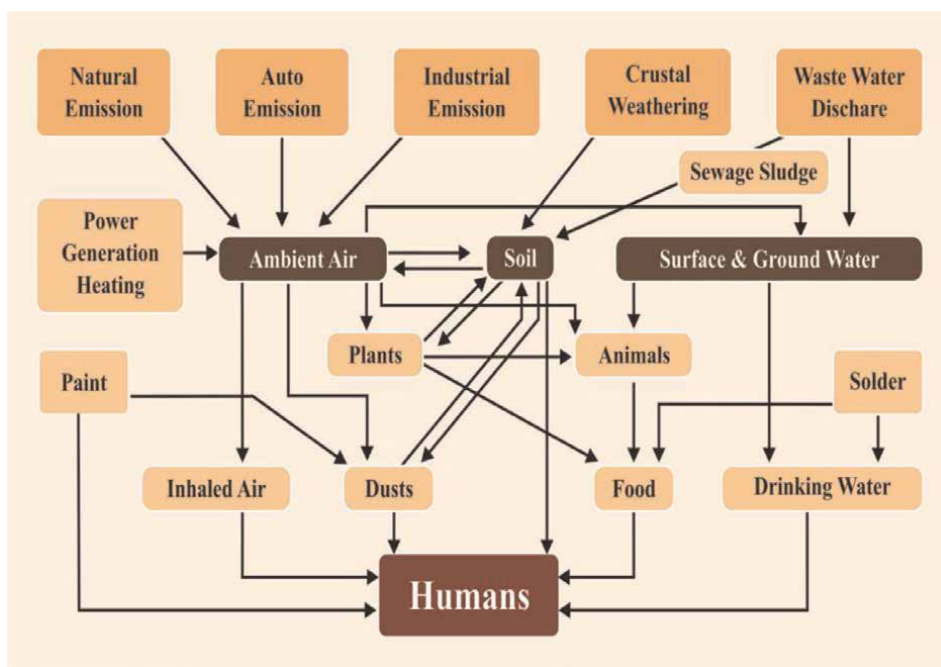 Natural
Emission
Auto
Emission
Industrial
Emission
Crustal
Weathering
Waste Water
Dischare
Sewage Sludge
Power
Generation
Heating
Ambient Air
Soil
Surface & Ground Water
Plants
Animals
Paint
Solder
Inhaled Air
Dusts
Food
Drinking Water
Humans